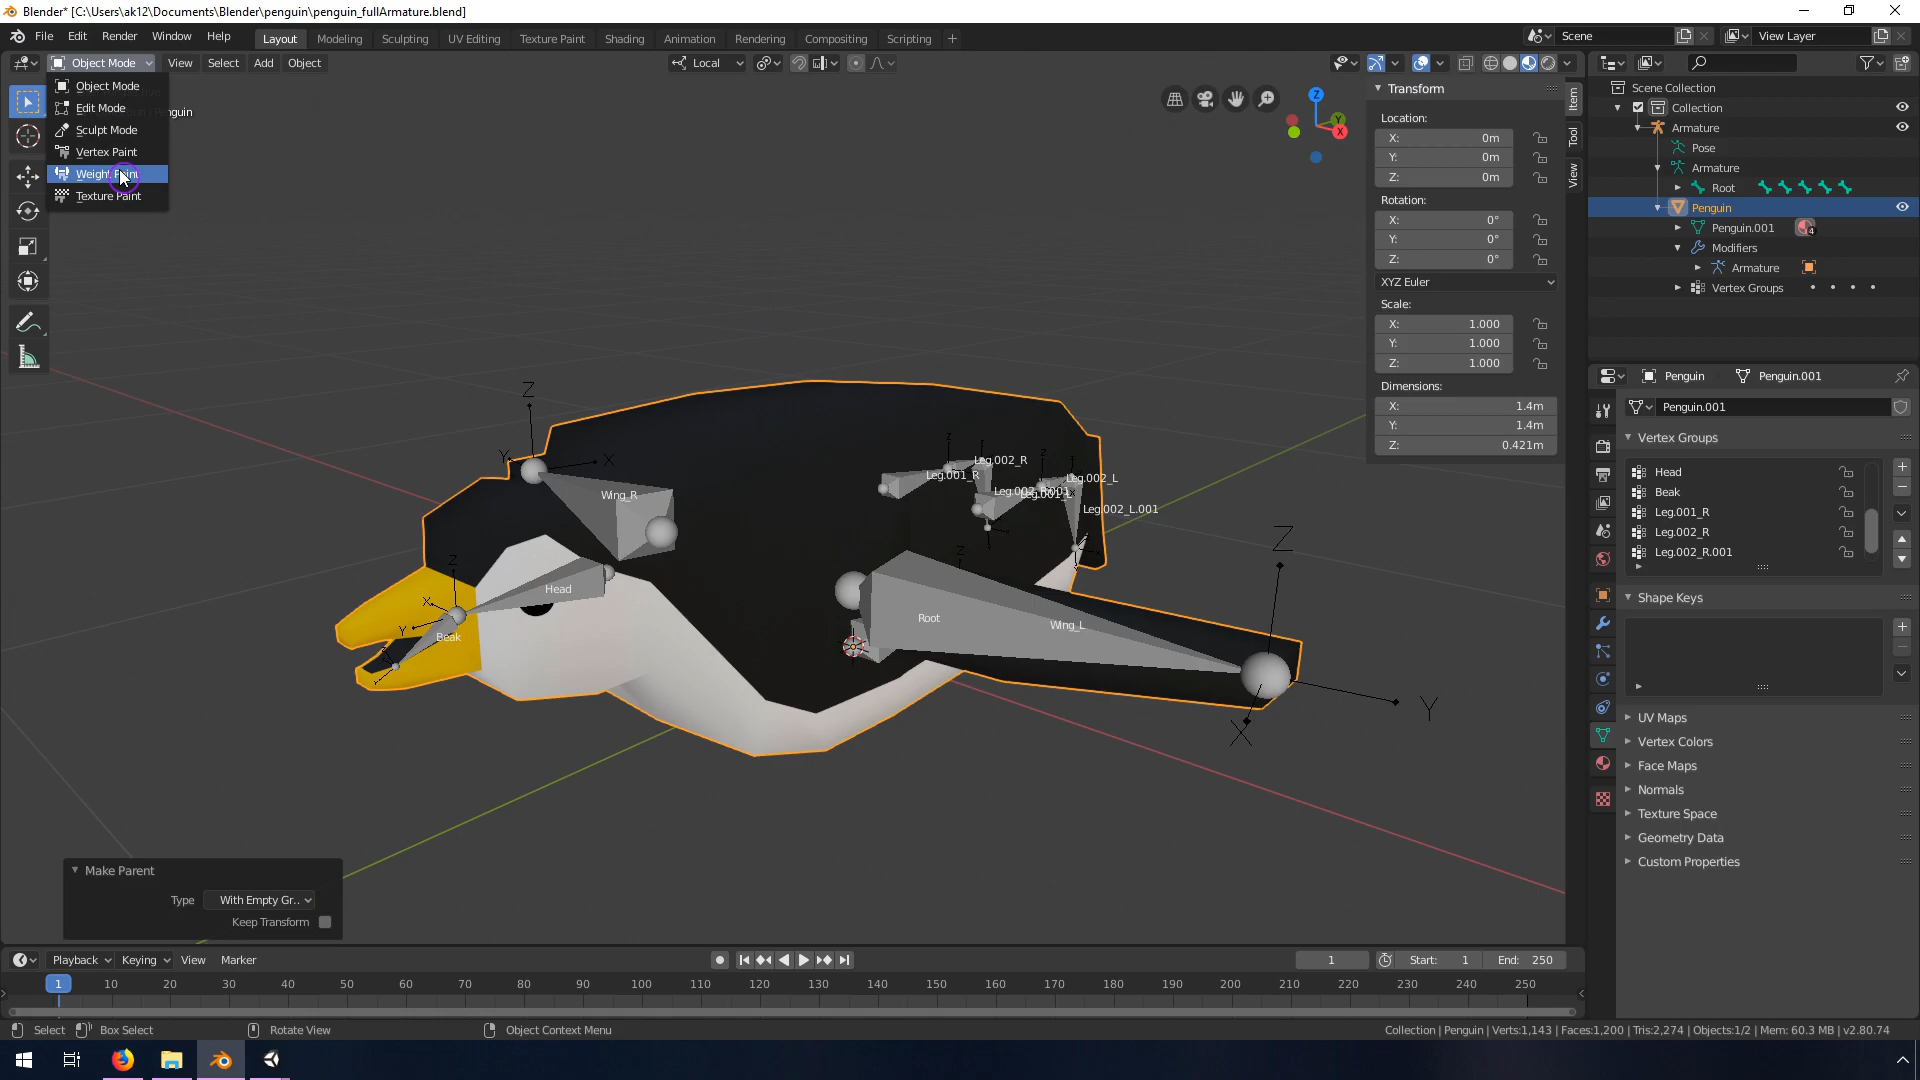 Blender* [C:\Users\ak12\Documents\Blender\penguin\penguin_fullArmature.blend]
File Edit Render Window Help
Layout Modeling Sculpting UV Editing Texture Paint Shading Animation Rendering Compositing Scripting +
Scene
View Layer
Object Mode View Select Add Object
Local
Object Mode
Edit Mode
Penguin
Sculpt Mode
Vertex Paint
Weight Paint
Texture Paint
Z
Y
X
Transform
Location:
X: 0m
Y: 0m
Z: 0m
Rotation:
X: 0°
Y: 0°
Z: 0°
XYZ Euler
Scale:
X: 1.000
Y: 1.000
Z: 1.000
Dimensions:
X: 1.4m
Y: 1.4m
Z: 0.421m
Item
Tool
View
Scene Collection
Collection
Armature
Pose
Armature
Root
Penguin
Penguin.001
4
Modifiers
Armature
Vertex Groups
Penguin Penguin.001
Penguin.001
Vertex Groups
Head
Beak
Leg.001_R
Leg.002_R
Leg.002_R.001
Shape Keys
UV Maps
Vertex Colors
Face Maps
Normals
Texture Space
Geometry Data
Custom Properties
Z
Y
X
Wing_R
Leg.002_R
Leg.001_R
Leg.002_L
Leg.002_L.001
Z
Head
X
Y
Beak
Root
Wing_L
Z
Y
X
Make Parent
Type With Empty Gr..
Keep Transform
Playback Keying View Marker
1
Start: 1
End: 250
1 10 20 30 40 50 60 70 80 90 100 110 120 130 140 150 160 170 180 190 200 210 220 230 240 250
Select Box Select Rotate View Object Context Menu
Collection | Penguin | Verts:1,143 | Faces:1,200 | Tris:2,274 | Objects:1/2 | Mem: 60.3 MB | v2.80.74